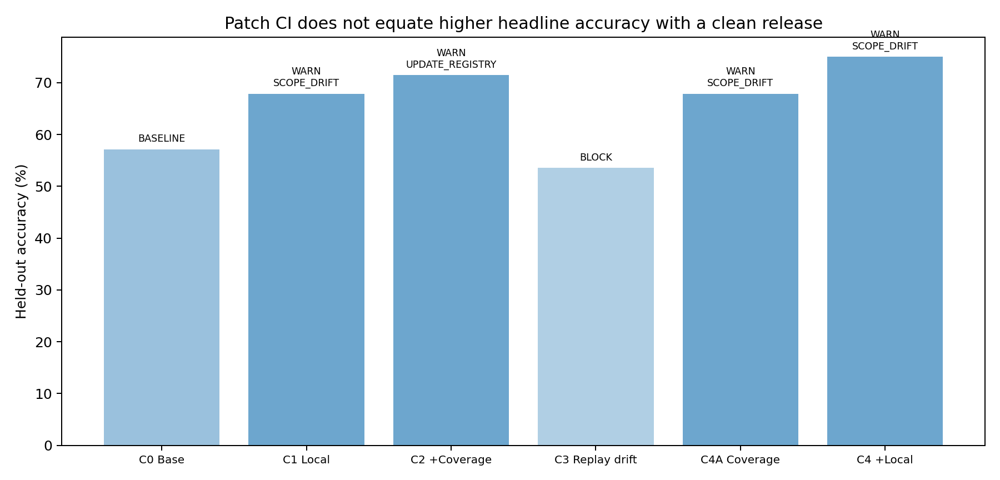 Patch CI does not equate higher headline accuracy with a clean release
WARN
SCOPE_DRIFT
WARN
UPDATE_REGISTRY
WARN
SCOPE_DRIFT
WARN
SCOPE_DRIFT
BASELINE
BLOCK
Held-out accuracy (%)
70
60
50
40
30
20
10
0
C0 Base
C1 Local
C2 +Coverage
C3 Replay drift
C4A Coverage
C4 +Local